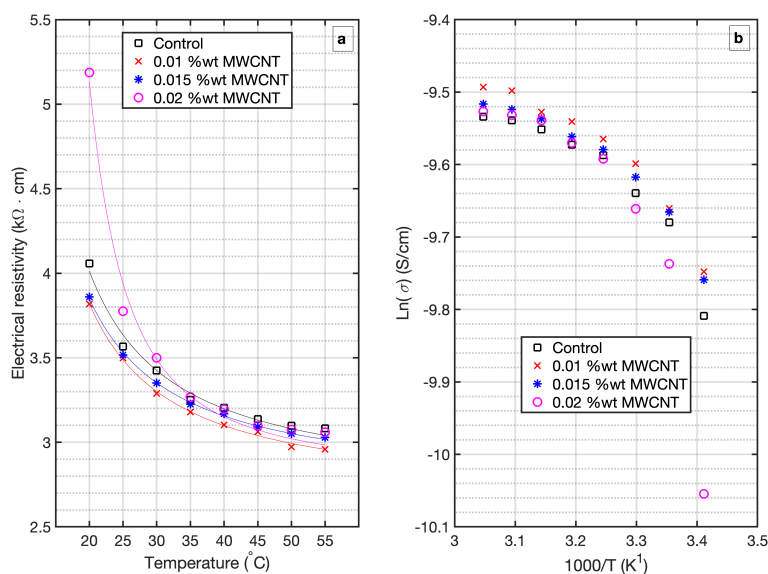 a
Control
0.01 %wt MWCNT
0.015 %wt MWCNT
0.02 %wt MWCNT
5.5
5
4.5
4
3.5
3
2.5
Electrical resistivity (kΩ · cm)
20 25 30 35 40 45 50 55
Temperature (°C)
b
-9.4
-9.5
-9.6
-9.7
-9.8
-9.9
-10
-10.1
Ln( σ) (S/cm)
Control
0.01 %wt MWCNT
0.015 %wt MWCNT
0.02 %wt MWCNT
3 3.1 3.2 3.3 3.4 3.5
1000/T (K¹)